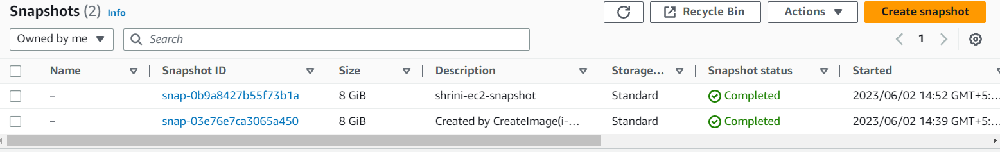 Snapshots (2) Info Recycle Bin Actions Create snapshot
Owned by me Search 1
Name Snapshot ID Size Description Storage... Snapshot status Started
– snap-0b9a8427b55f73b1a 8 GiB shrini-ec2-snapshot Standard Completed 2023/06/02 14:52 GMT+5:...
– snap-03e76e7ca3065a450 8 GiB Created by CreateImage(i-... Standard Completed 2023/06/02 14:39 GMT+5:...